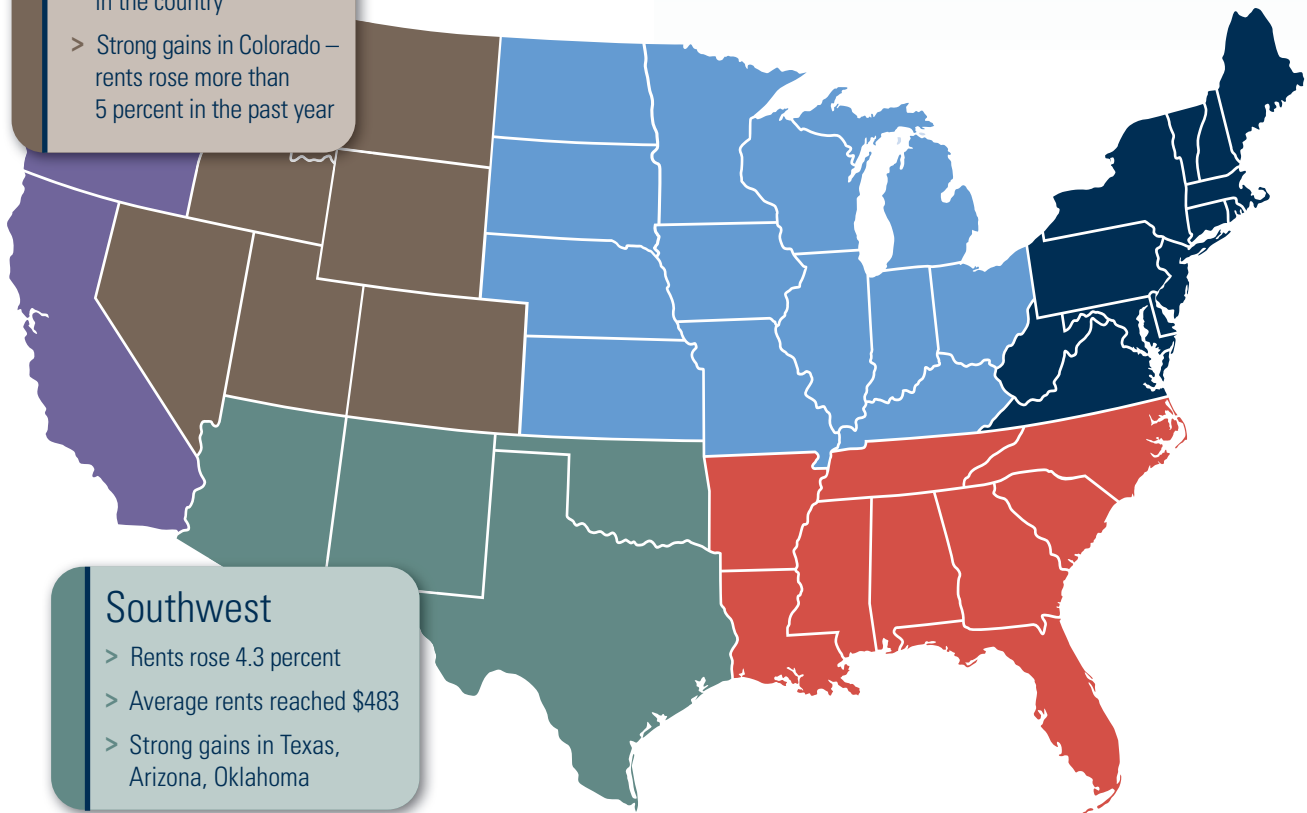 in the country
> Strong gains in Colorado –
rents rose more than
5 percent in the past year
Southwest
> Rents rose 4.3 percent
> Average rents reached $483
> Strong gains in Texas,
Arizona, Oklahoma